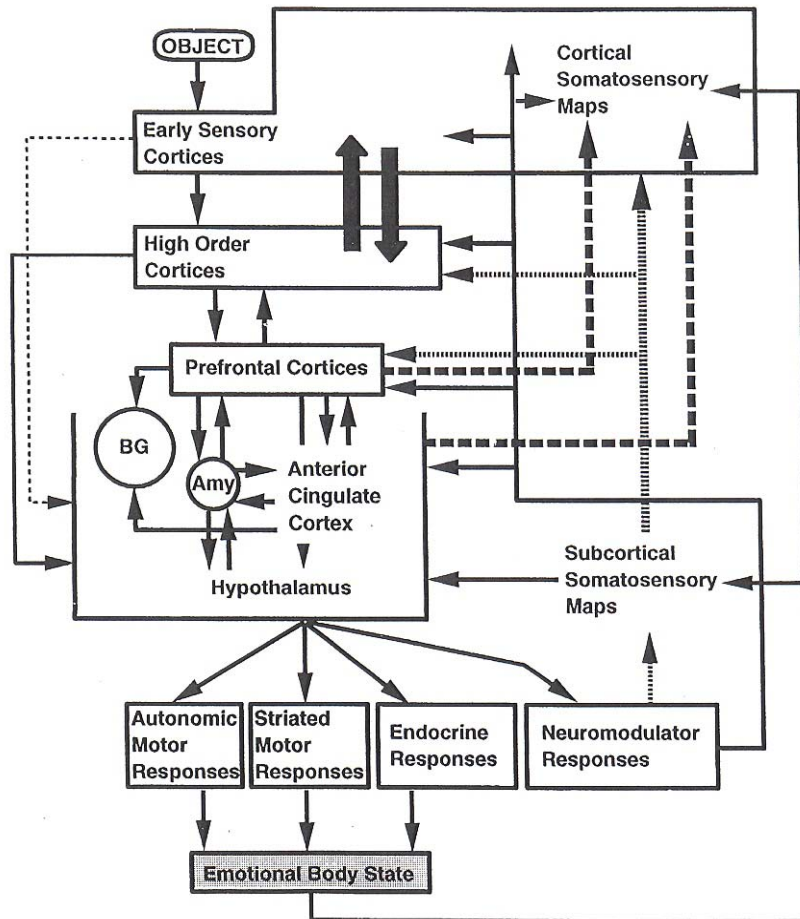 OBJECT
Cortical
Somatosensory
Maps
Early Sensory
Cortices
High Order
Cortices
Prefrontal Cortices
BG
Amy
Anterior
Cingulate
Cortex
Hypothalamus
Subcortical
Somatosensory
Maps
Autonomic
Motor
Responses
Striated
Motor
Responses
Endocrine
Responses
Neuromodulator
Responses
Emotional Body State